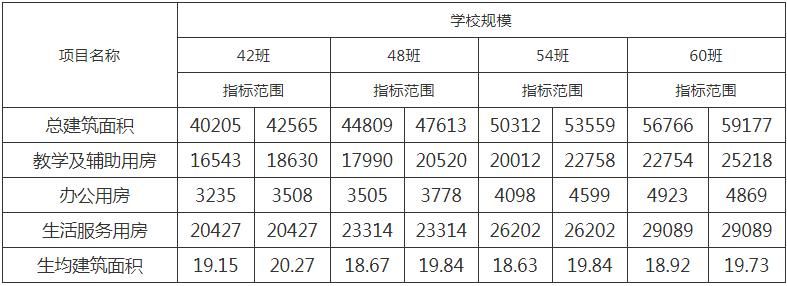 项目名称 学校规模
42班 48班 54班 60班
指标范围 指标范围 指标范围 指标范围
总建筑面积 40205 42565 44809 47613 50312 53559 56766 59177
教学及辅助用房 16543 18630 17990 20520 20012 22758 22754 25218
办公用房 3235 3508 3505 3778 4098 4599 4923 4869
生活服务用房 20427 20427 23314 23314 26202 26202 29089 29089
生均建筑面积 19.15 20.27 18.67 19.84 18.63 19.84 18.92 19.73